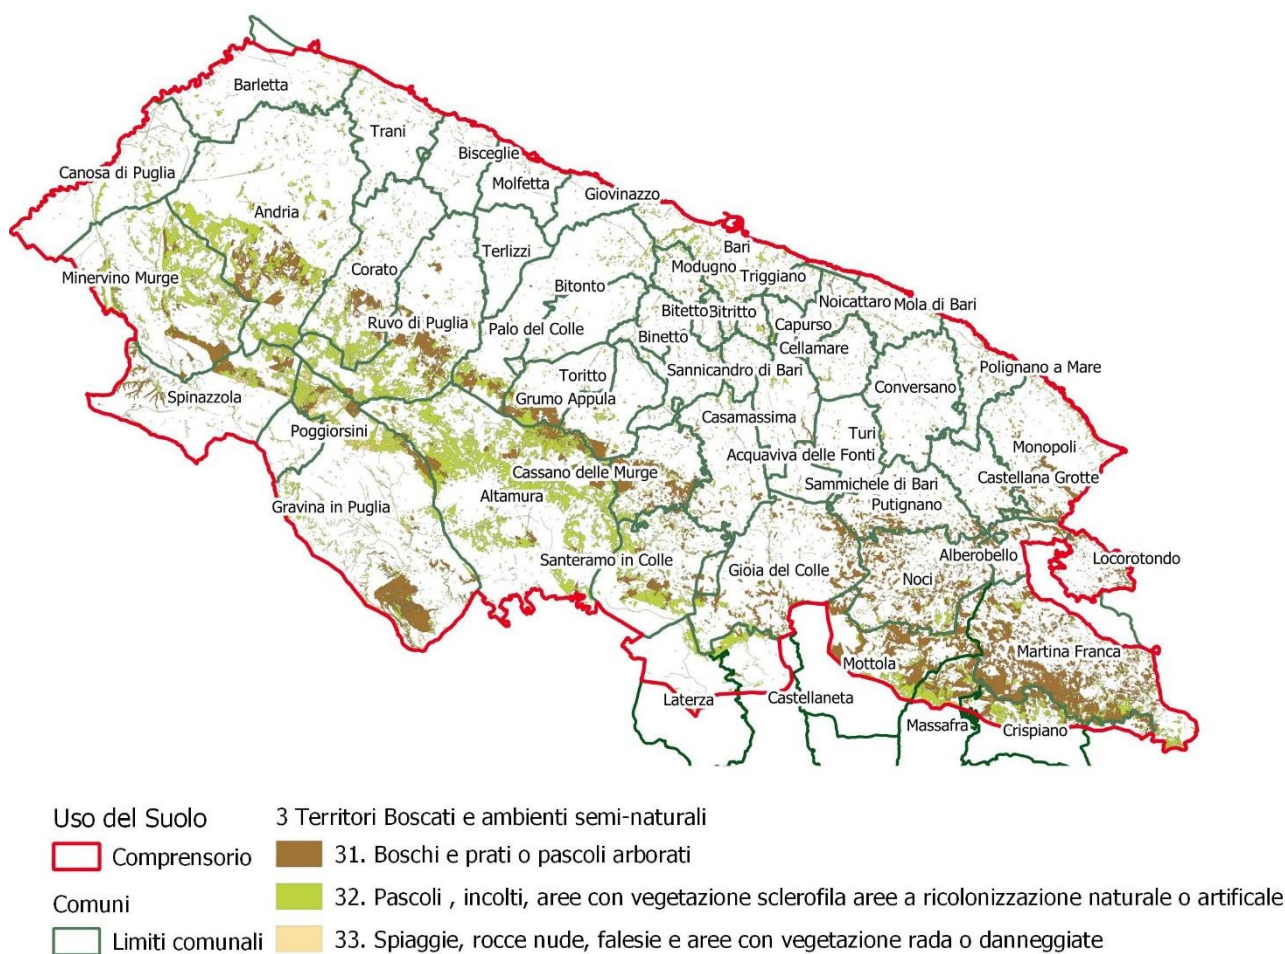 Barletta
Trani
Bisceglie
Canosa di Puglia
Molfetta
Giovinazzo
Andria
Terlizzi
Bari
Minervino Murge
Corato
Modugno
Triggiano
Bitonto
Noicattaro
Mola di Bari
Ruvo di Puglia
Palo del Colle
Bitetto
Bitritto
Capurso
Binetto
Cellamare
Spinazzola
Toritto
Sannicandro di Bari
Conversano
Polignano a Mare
Grumo Appula
Casamassima
Poggiorsini
Turi
Monopoli
Cassano delle Murge
Acquaviva delle Fonti
Gravina in Puglia
Altamura
Sammichele di Bari
Castellana Grotte
Putignano
Santeramo in Colle
Gioia del Colle
Alberobello
Locorotondo
Noci
Mottola
Martina Franca
Laterza
Castellaneta
Massafra
Crispiano
Uso del Suolo
Comprensorio
Comuni
Limiti comunali
3 Territori Boscati e ambienti semi-naturali
31. Boschi e prati o pascoli arborati
32. Pascoli , incolti, aree con vegetazione sclerofila aree a ricolonizzazione naturale o artificale
33. Spiaggie, rocce nude, falesie e aree con vegetazione rada o danneggiate